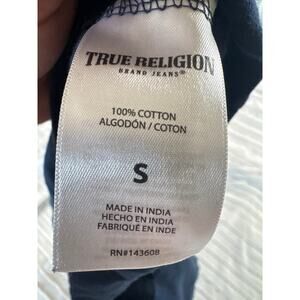 TRUE RELIGION
BRAND JEANS®
100% COTTON
ALGODÓN / COTON
S
MADE IN INDIA
HECHO EN INDIA
FABRIQUÉ EN INDE
RN#143608